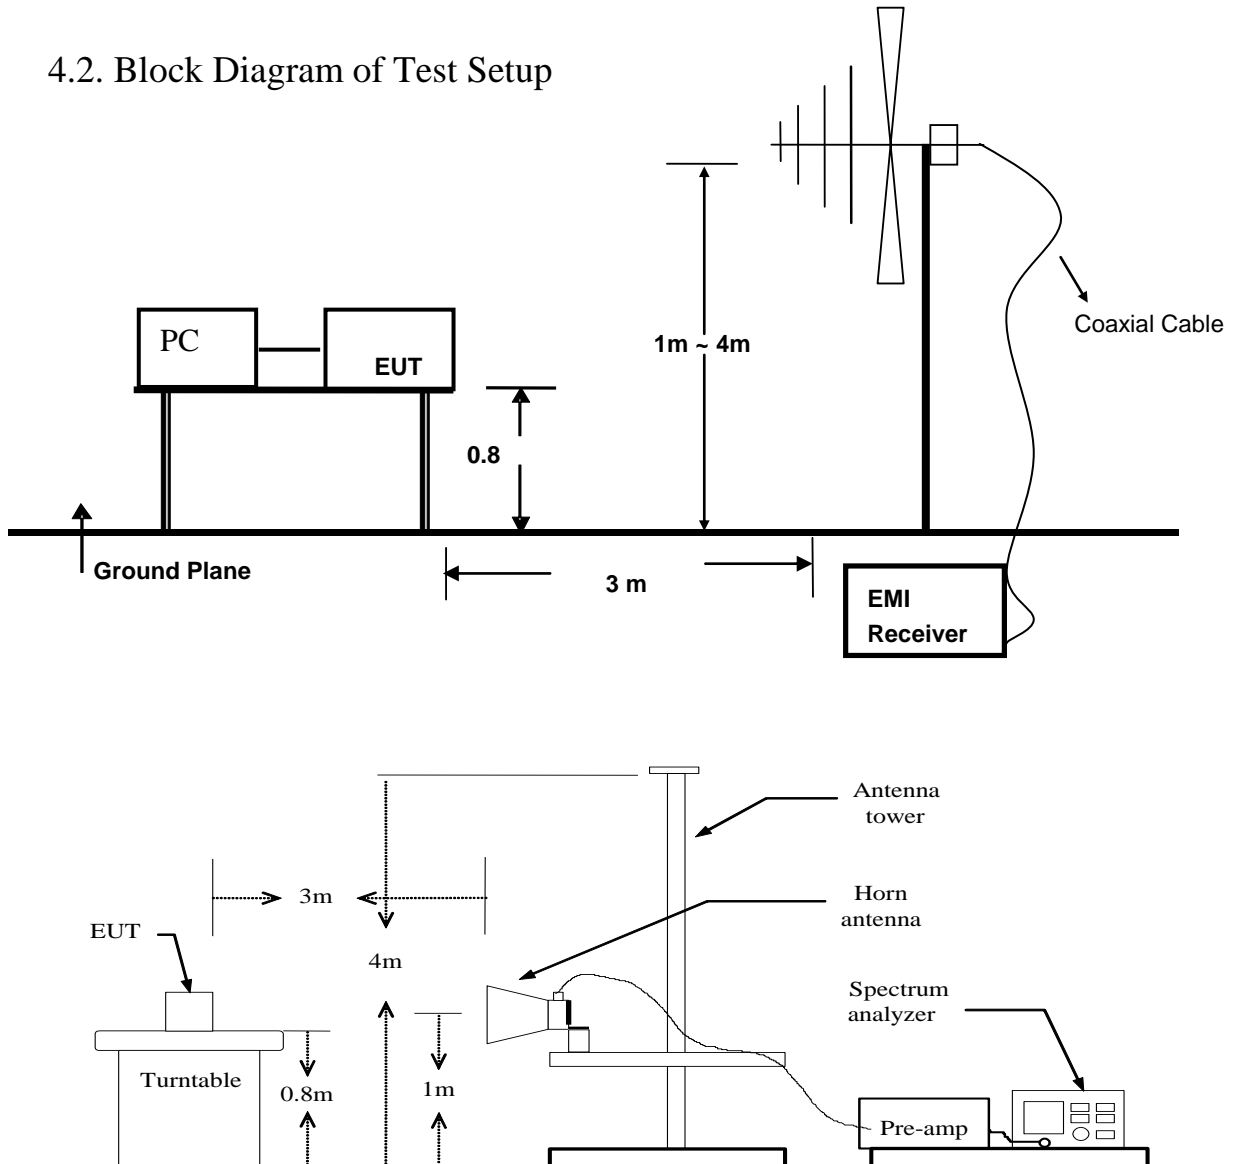 4.2. Block Diagram of Test Setup
PC
EUT
1m ~ 4m
Coaxial Cable
0.8
Ground Plane
3 m
EMI
Receiver
Antenna
tower
3m
Horn
antenna
EUT
4m
Spectrum
analyzer
Turntable
0.8m
1m
Pre-amp